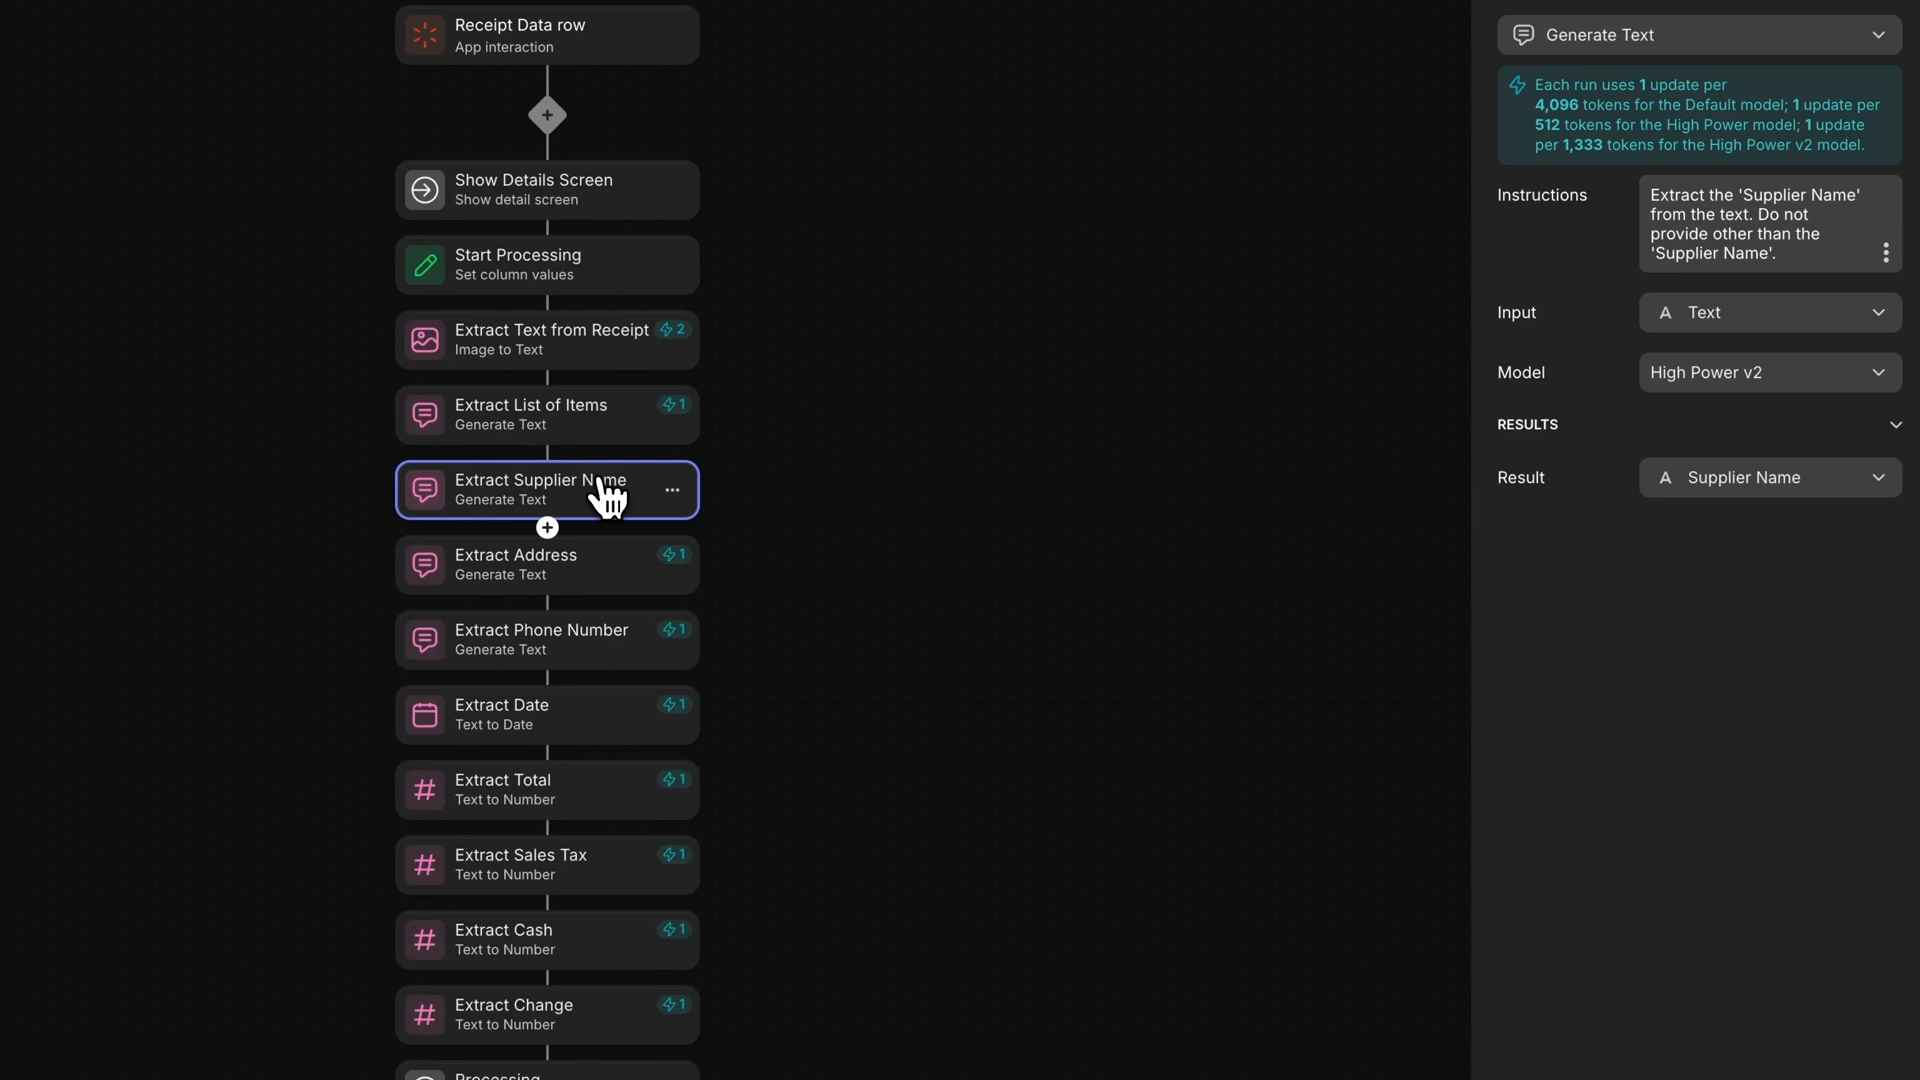 Receipt Data row
App interaction
Show Details Screen
Show detail screen
Start Processing
Set column values
Extract Text from Receipt 2
Image to Text
Extract List of Items 1
Generate Text
Extract Supplier Name
Generate Text
Extract Address 1
Generate Text
Extract Phone Number 1
Generate Text
Extract Date 1
Text to Date
Extract Total 1
Text to Number
Extract Sales Tax 1
Text to Number
Extract Cash 1
Text to Number
Extract Change 1
Text to Number
Processing
Generate Text
Each run uses 1 update per
4,096 tokens for the Default model; 1 update per
512 tokens for the High Power model; 1 update
per 1,333 tokens for the High Power v2 model.
Instructions
Extract the 'Supplier Name'
from the text. Do not
provide other than the
'Supplier Name'.
Input
A Text
Model
High Power v2
RESULTS
Result
A Supplier Name